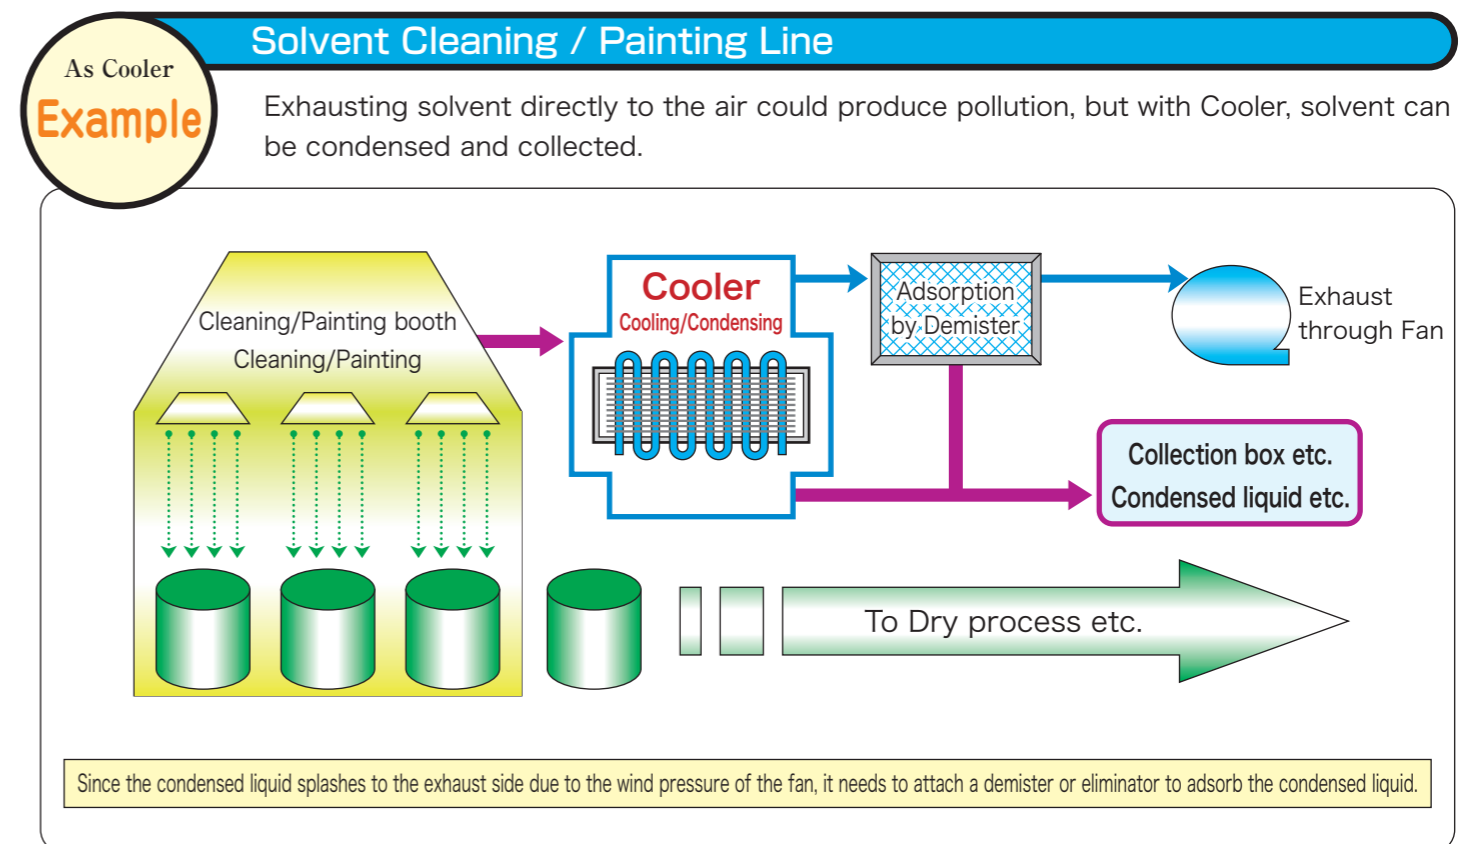 Solvent Cleaning / Painting Line
As Cooler
Example
Exhausting solvent directly to the air could produce pollution, but with Cooler, solvent can
be condensed and collected.
Cleaning/Painting booth
Cleaning/Painting
Cooler
Cooling/Condensing
Adsorption
by Demister
Exhaust
through Fan
Collection box etc.
Condensed liquid etc.
To Dry process etc.
Since the condensed liquid splashes to the exhaust side due to the wind pressure of the fan, it needs to attach a demister or eliminator to adsorb the condensed liquid.